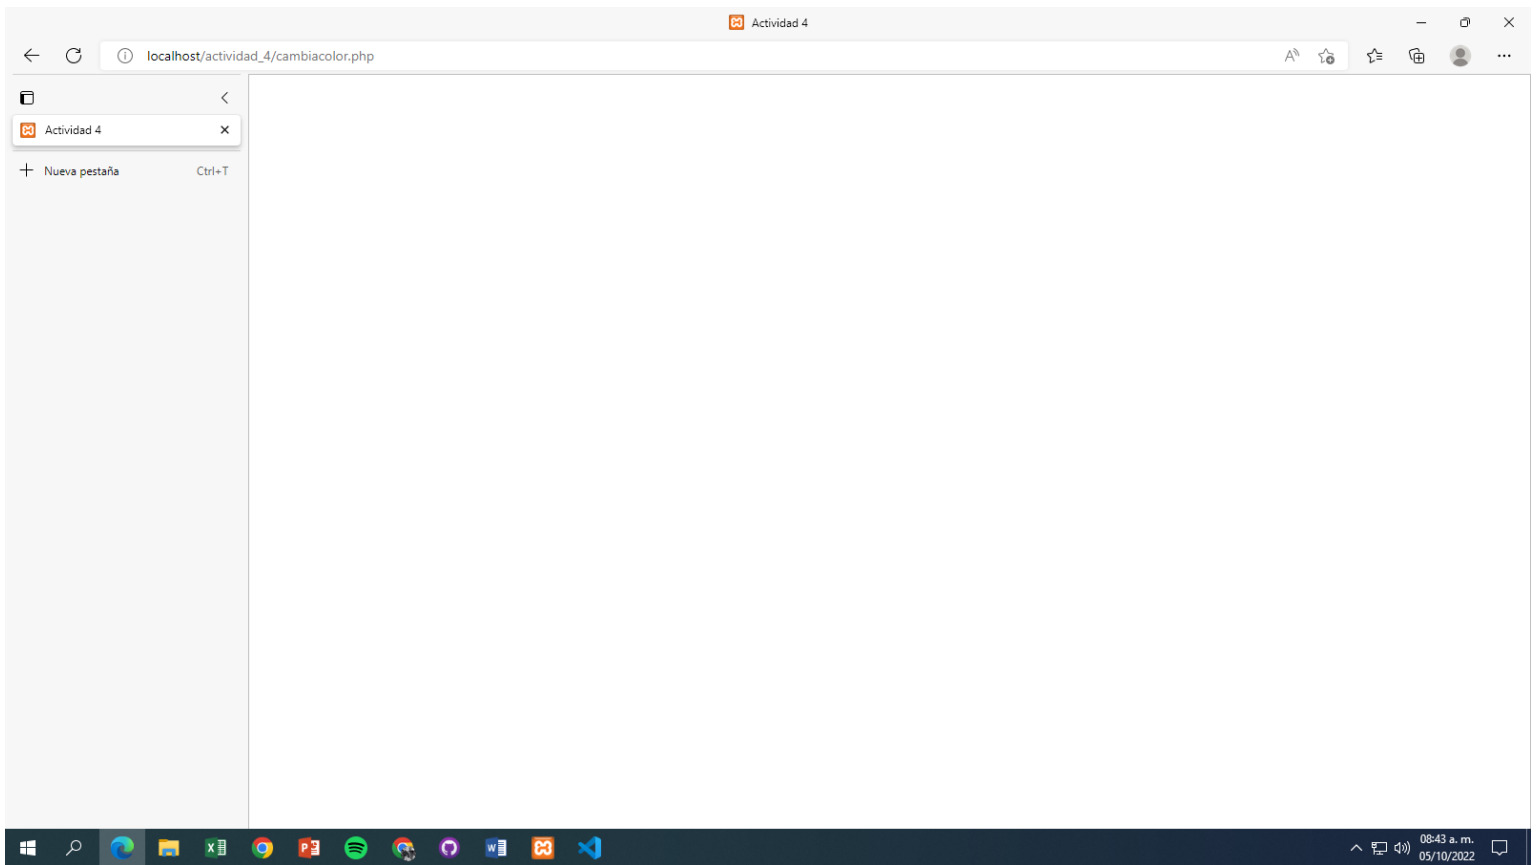 Actividad 4
localhost/actividad_4/cambiacolor.php
Actividad 4
Nueva pestaña Ctrl+T
08:43 a. m.
05/10/2022